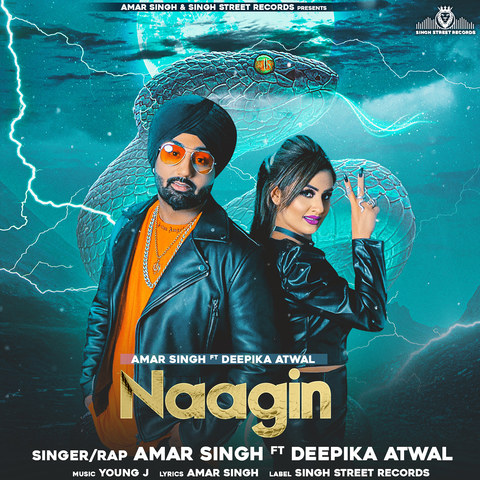 AMAR SINGH & SINGH STREET RECORDS PRESENTS
SINGH STREET RECORDS
AMAR SINGH FT DEEPIKA ATWAL
Naagin
SINGER/RAP AMAR SINGH FT DEEPIKA ATWAL
MUSIC YOUNG J LYRICS AMAR SINGH LABEL SINGH STREET RECORDS